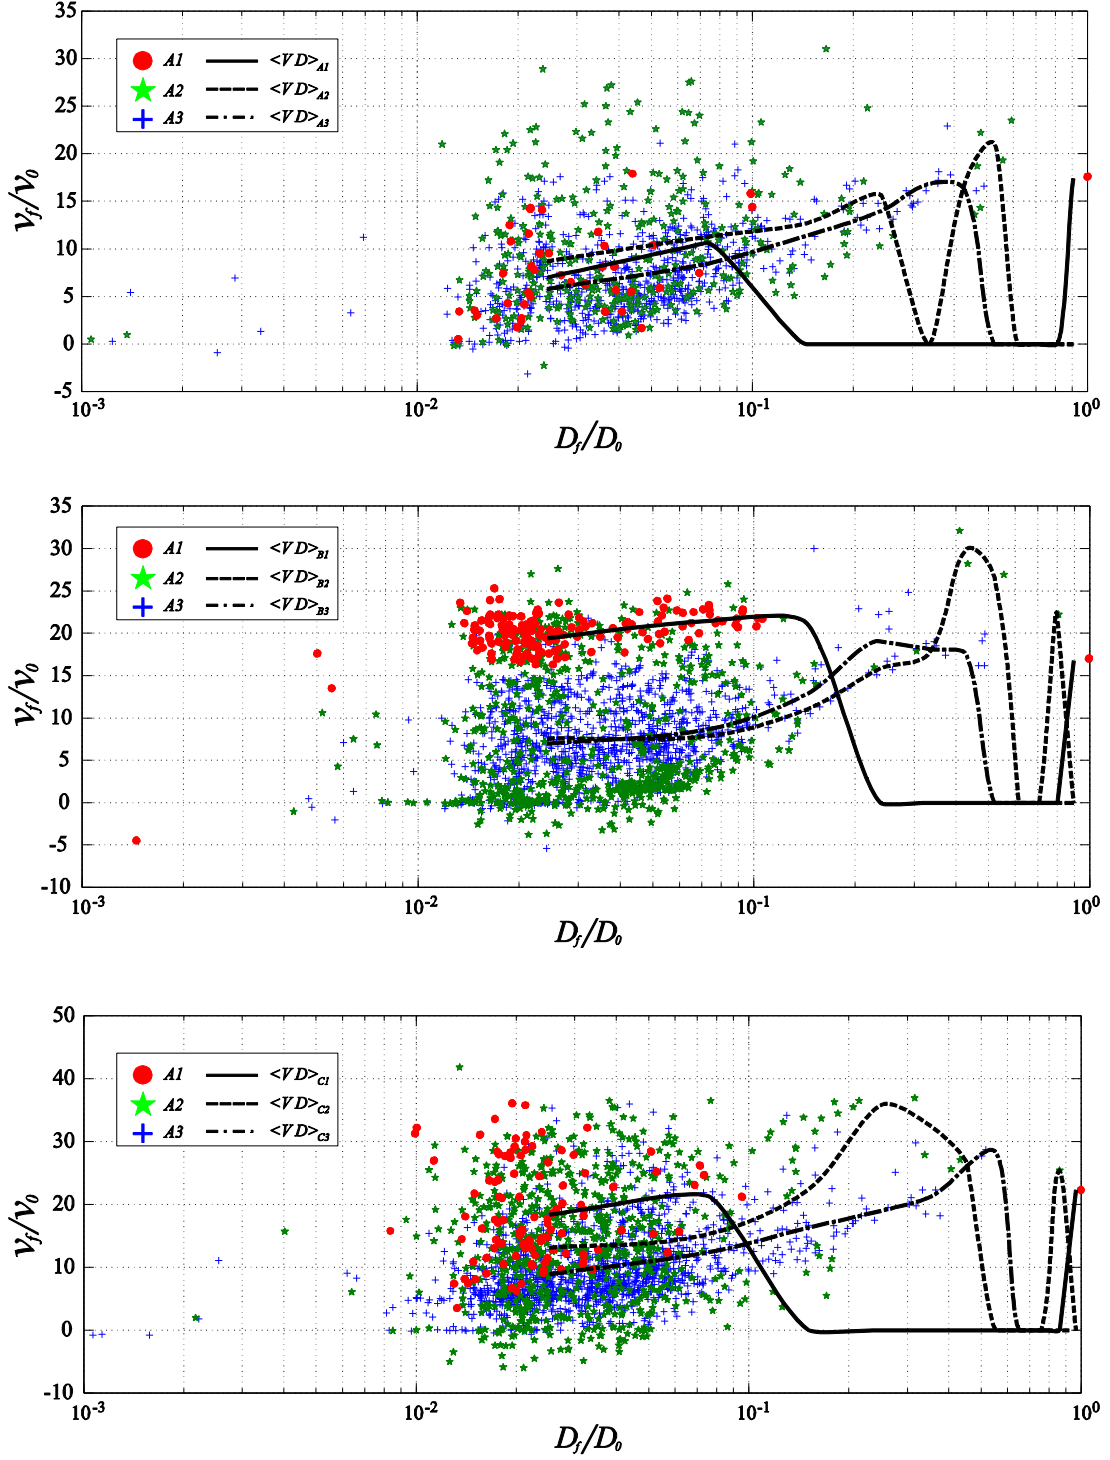 35
30
25
20
15
10
5
0
-5
v_f/v_0
A1 <VD>_A1
A2 <VD>_A2
A3 <VD>_A3
10^-3 10^-2 10^-1 10^0
D_f/D_0
35
30
25
20
15
10
5
0
-5
-10
v_f/v_0
A1 <VD>_B1
A2 <VD>_B2
A3 <VD>_B3
10^-3 10^-2 10^-1 10^0
D_f/D_0
50
40
30
20
10
0
-10
v_f/v_0
A1 <VD>_C1
A2 <VD>_C2
A3 <VD>_C3
10^-3 10^-2 10^-1 10^0
D_f/D_0